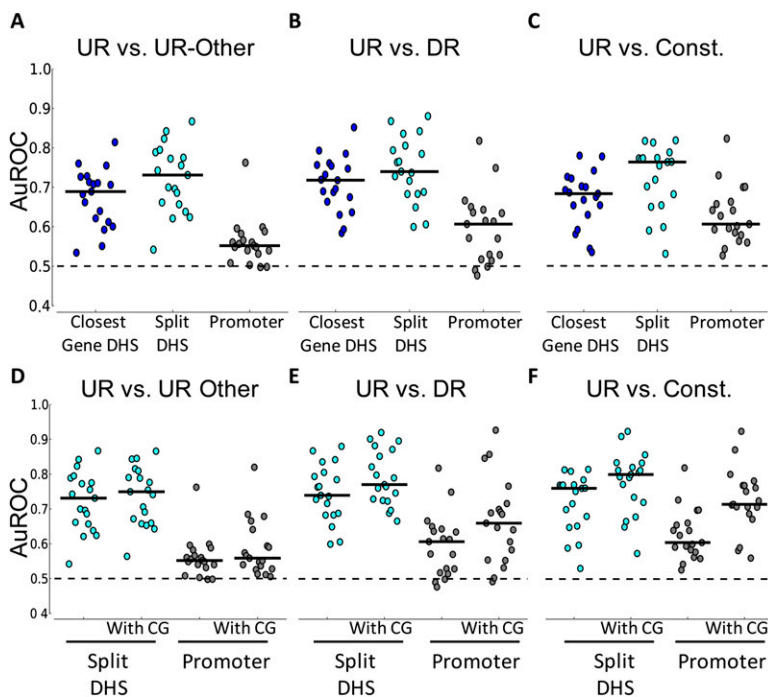 A
UR vs. UR-Other
B
UR vs. DR
C
UR vs. Const.
AuROC
1.0
0.9
0.8
0.7
0.6
0.5
0.4
Closest
Gene DHS
Split
DHS
Promoter
Closest
Gene DHS
Split
DHS
Promoter
Closest
Gene DHS
Split
DHS
Promoter
D
UR vs. UR Other
E
UR vs. DR
F
UR vs. Const.
AuROC
1.0
0.9
0.8
0.7
0.6
0.5
0.4
With CG
With CG
Split
DHS
Promoter
With CG
With CG
Split
DHS
Promoter
With CG
With CG
Split
DHS
Promoter